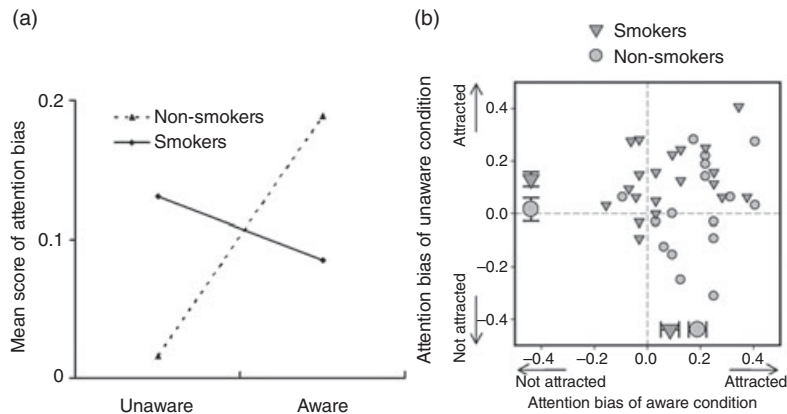 (a)
Mean score of attention bias
0.2
0.1
0
Non-smokers
Smokers
Unaware
Aware
(b)
Smokers
Non-smokers
Attention bias of unaware condition
Attracted
Not attracted
0.4
0.2
0.0
–0.2
–0.4
–0.4
–0.2
0.0
0.2
0.4
Not attracted
Attracted
Attention bias of aware condition